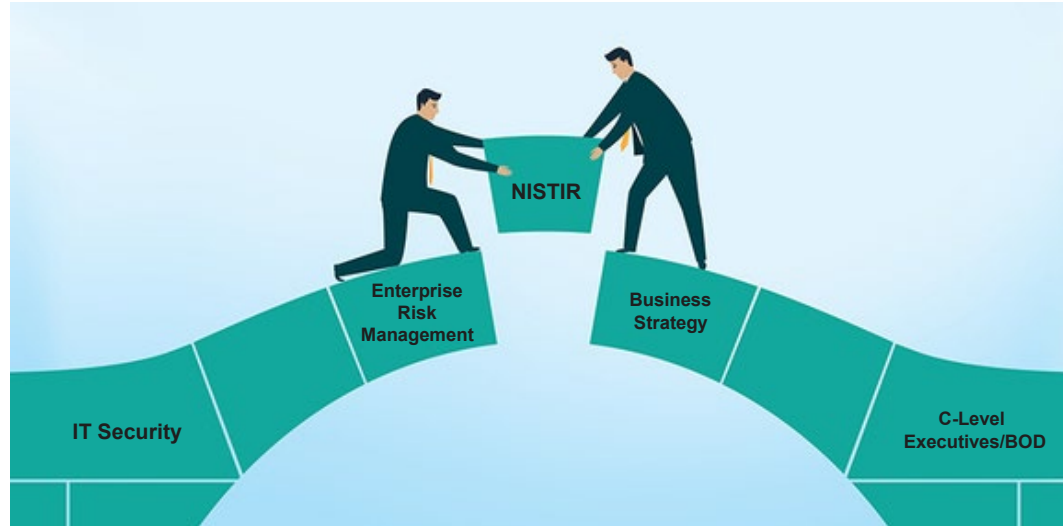 NISTIR
Enterprise
Risk
Management
Business
Strategy
IT Security
C-Level
Executives/BOD